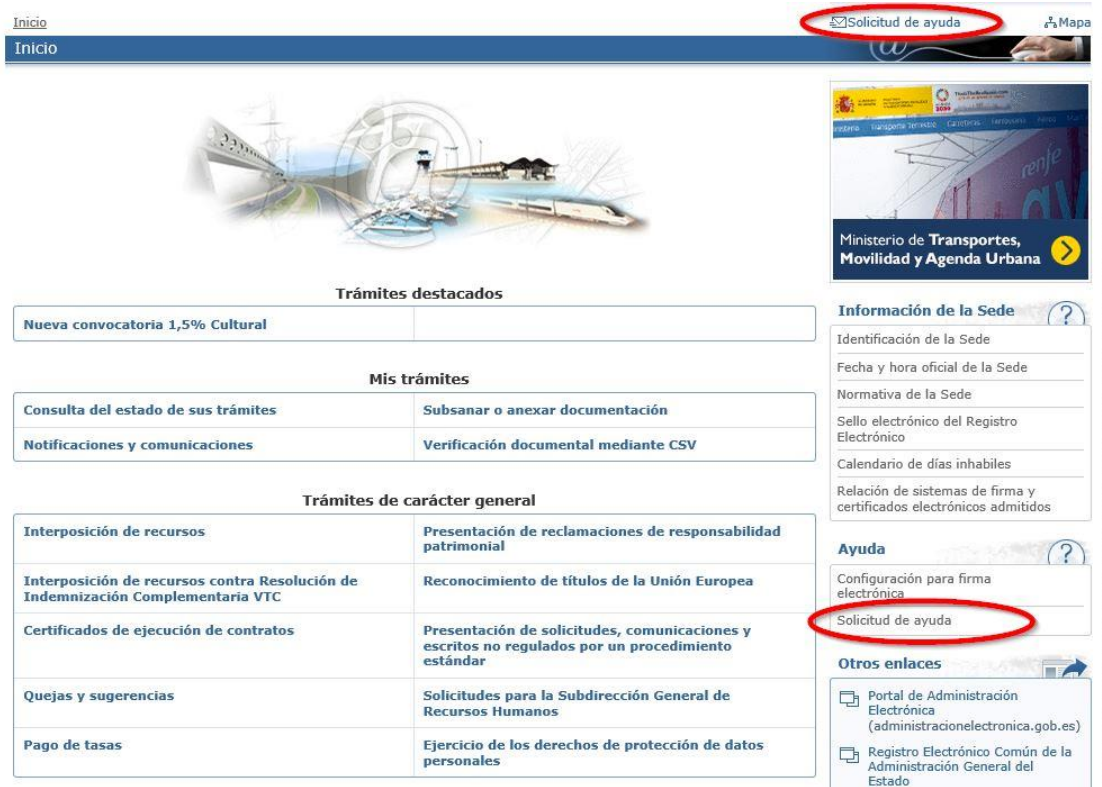 Inicio
Solicitud de ayuda
Mapa
Inicio
Transporte Terrestre Carreteras Ferroviario
renfe
Ministerio de Transportes,
Movilidad y Agenda Urbana
Trámites destacados
Nueva convocatoria 1,5% Cultural
Mis trámites
Consulta del estado de sus trámites
Subsanar o anexar documentación
Notificaciones y comunicaciones
Verificación documental mediante CSV
Trámites de carácter general
Interposición de recursos
Presentación de reclamaciones de responsabilidad
patrimonial
Interposición de recursos contra Resolución de
Indemnización Complementaria VTC
Reconocimiento de títulos de la Unión Europea
Certificados de ejecución de contratos
Presentación de solicitudes, comunicaciones y
escritos no regulados por un procedimiento
estándar
Quejas y sugerencias
Solicitudes para la Subdirección General de
Recursos Humanos
Pago de tasas
Ejercicio de los derechos de protección de datos
personales
Información de la Sede
?
Identificación de la Sede
Fecha y hora oficial de la Sede
Normativa de la Sede
Sello electrónico del Registro
Electrónico
Calendario de días inhabiles
Relación de sistemas de firma y
certificados electrónicos admitidos
Ayuda
?
Configuración para firma
electrónica
Solicitud de ayuda
Otros enlaces
Portal de Administración
Electrónica
(administracionelectronica.gob.es)
Registro Electrónico Común de la
Administración General del
Estado